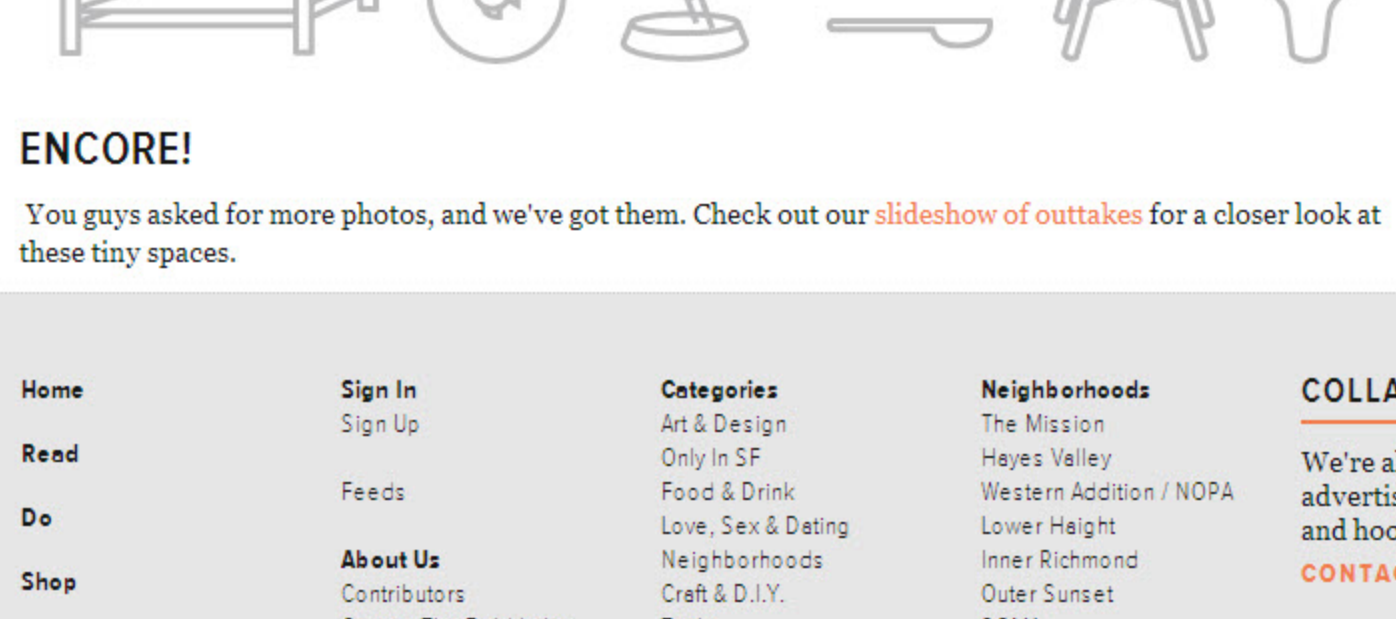 ENCORE!
You guys asked for more photos, and we've got them. Check out our slideshow of outtakes for a closer look at
these tiny spaces.
Home
Read
Do
Shop
Sign In
Sign Up
Feeds
About Us
Contributors
Categories
Art & Design
Only In SF
Food & Drink
Love, Sex & Dating
Neighborhoods
Craft & D.I.Y.
Neighborhoods
The Mission
Hayes Valley
Western Addition / NOPA
Lower Haight
Inner Richmond
Outer Sunset
We're
and